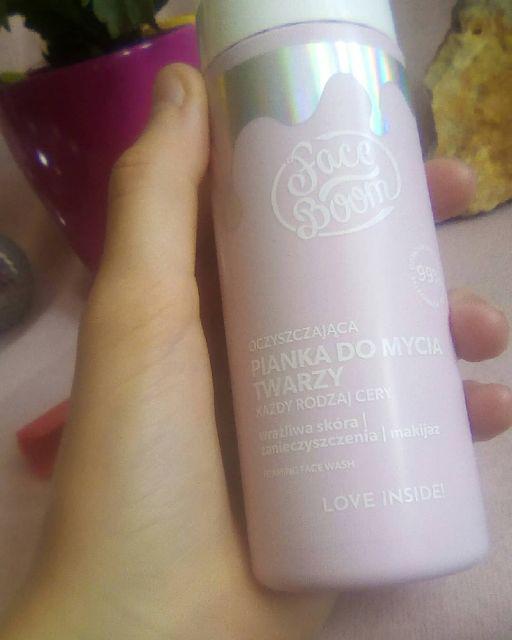 Face
Boom
99%
OCZYSZCZAJĄCA
PIANKA DO MYCIA
TWARZY
KAŻDY RODZAJ CERY
wrażliwa skóra |
zanieczyszczenia | makijaż
FOAMING FACE WASH
LOVE INSIDE!